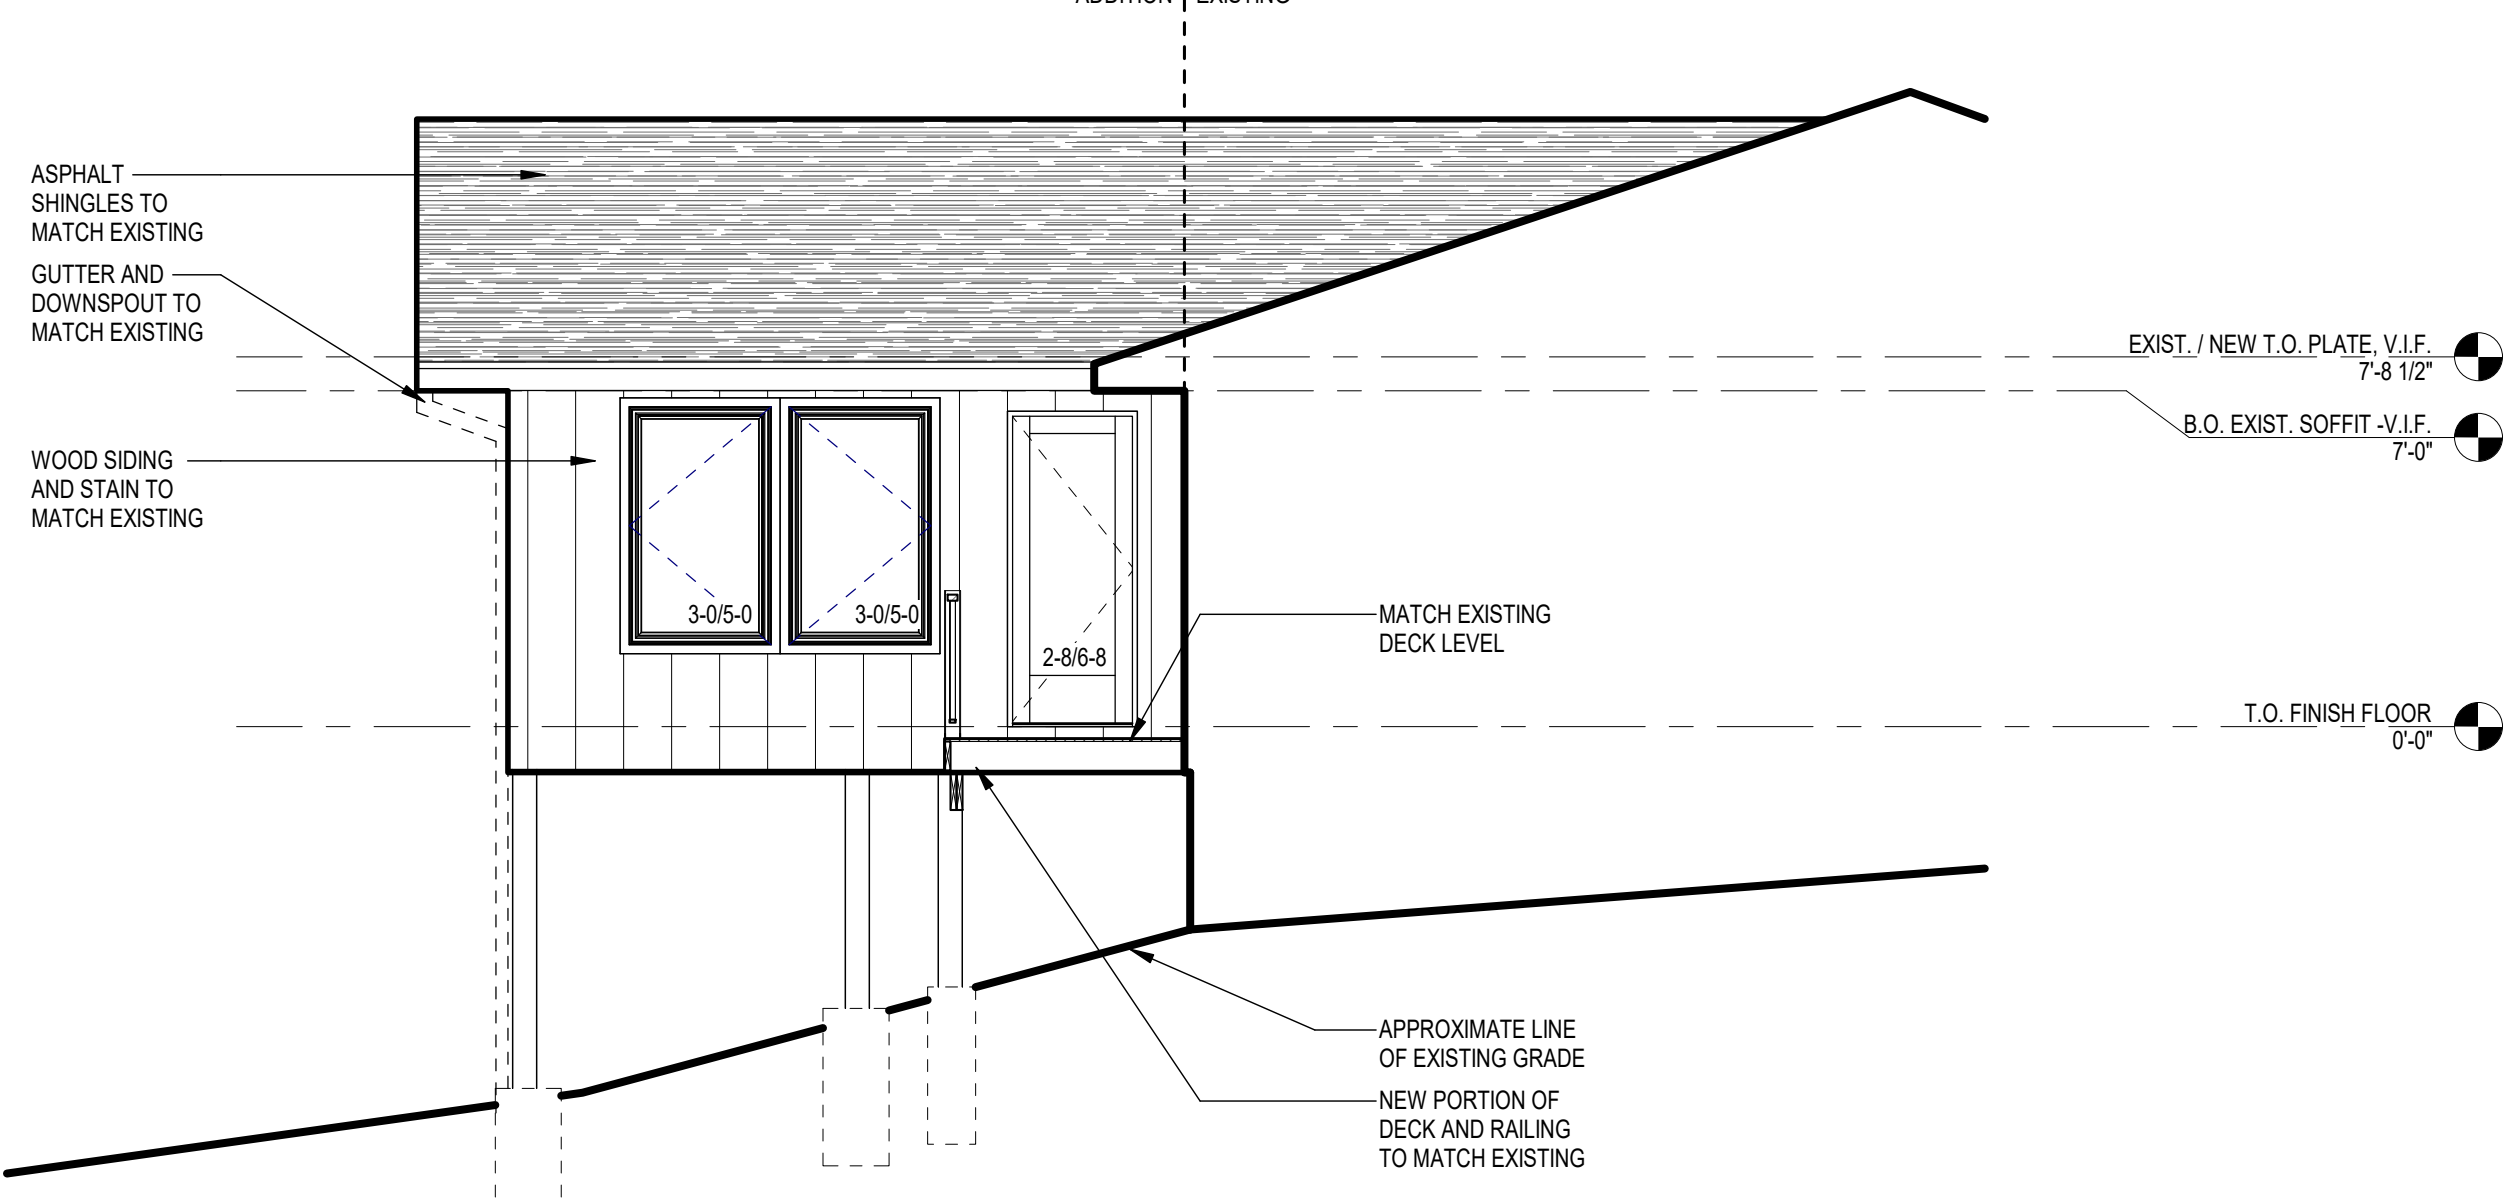 ADDITION EXISTING
ASPHALT
SHINGLES TO
MATCH EXISTING
GUTTER AND
DOWNSPOUT TO
MATCH EXISTING
WOOD SIDING
AND STAIN TO
MATCH EXISTING
EXIST. / NEW T.O. PLATE, V.I.F.
7'-8 1/2"
B.O. EXIST. SOFFIT -V.I.F.
7'-0"
3-0/5-0
3-0/5-0
2-8/6-8
MATCH EXISTING
DECK LEVEL
T.O. FINISH FLOOR
0'-0"
APPROXIMATE LINE
OF EXISTING GRADE
NEW PORTION OF
DECK AND RAILING
TO MATCH EXISTING